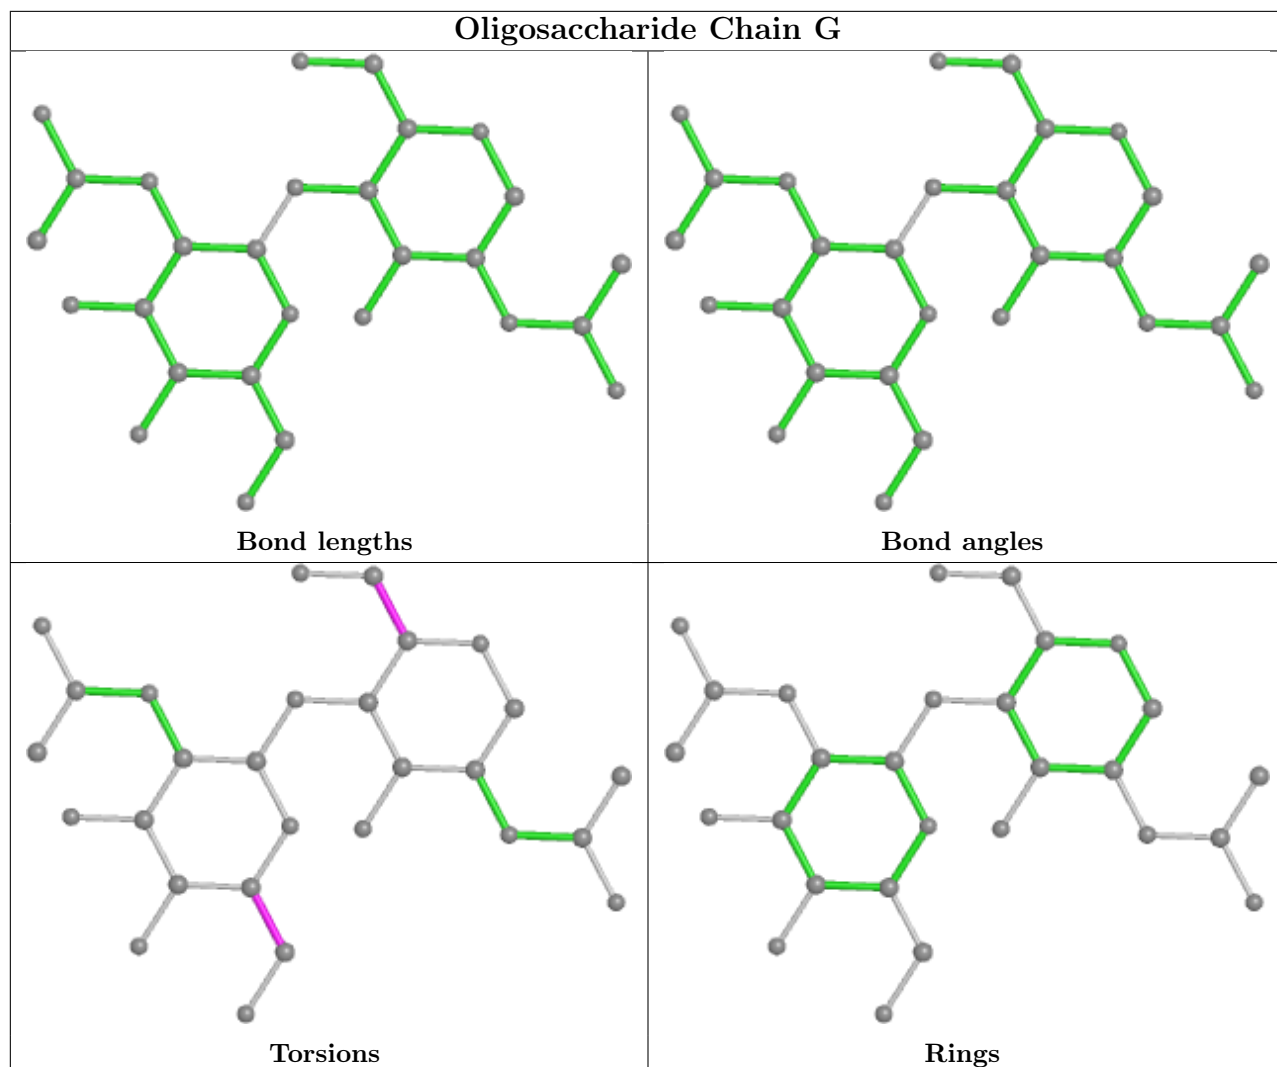 Oligosaccharide Chain G
Bond lengths
Bond angles
Torsions
Rings